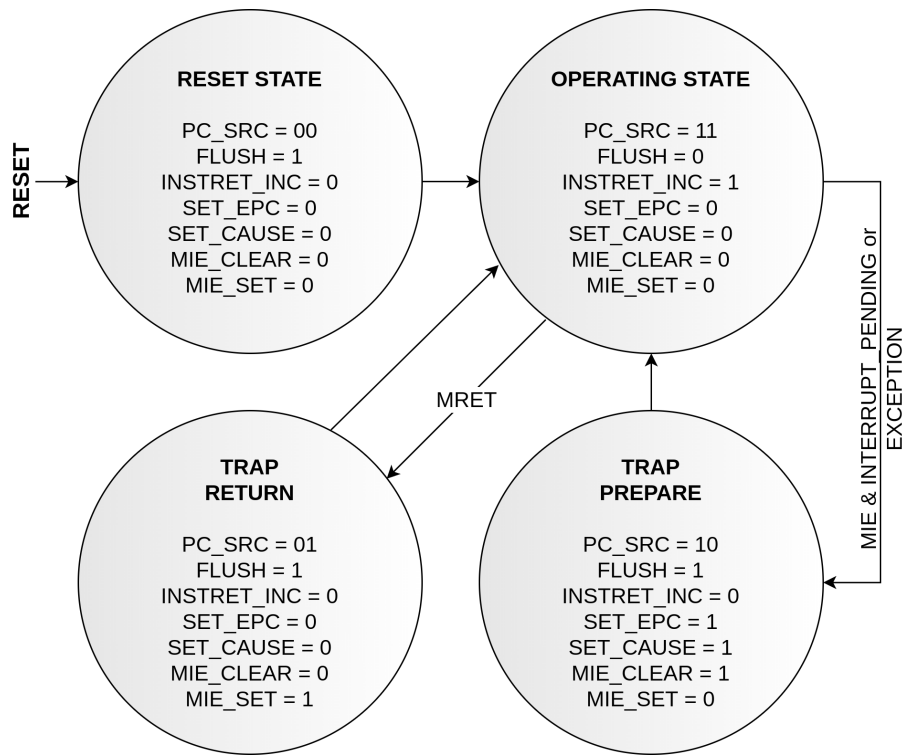 RESET
RESET STATE
PC_SRC = 00
FLUSH = 1
INSTRET_INC = 0
SET_EPC = 0
SET_CAUSE = 0
MIE_CLEAR = 0
MIE_SET = 0
OPERATING STATE
PC_SRC = 11
FLUSH = 0
INSTRET_INC = 1
SET_EPC = 0
SET_CAUSE = 0
MIE_CLEAR = 0
MIE_SET = 0
MIE & INTERRUPT_PENDING or
EXCEPTION
MRET
TRAP
RETURN
PC_SRC = 01
FLUSH = 1
INSTRET_INC = 0
SET_EPC = 0
SET_CAUSE = 0
MIE_CLEAR = 0
MIE_SET = 1
TRAP
PREPARE
PC_SRC = 10
FLUSH = 1
INSTRET_INC = 0
SET_EPC = 1
SET_CAUSE = 1
MIE_CLEAR = 1
MIE_SET = 0